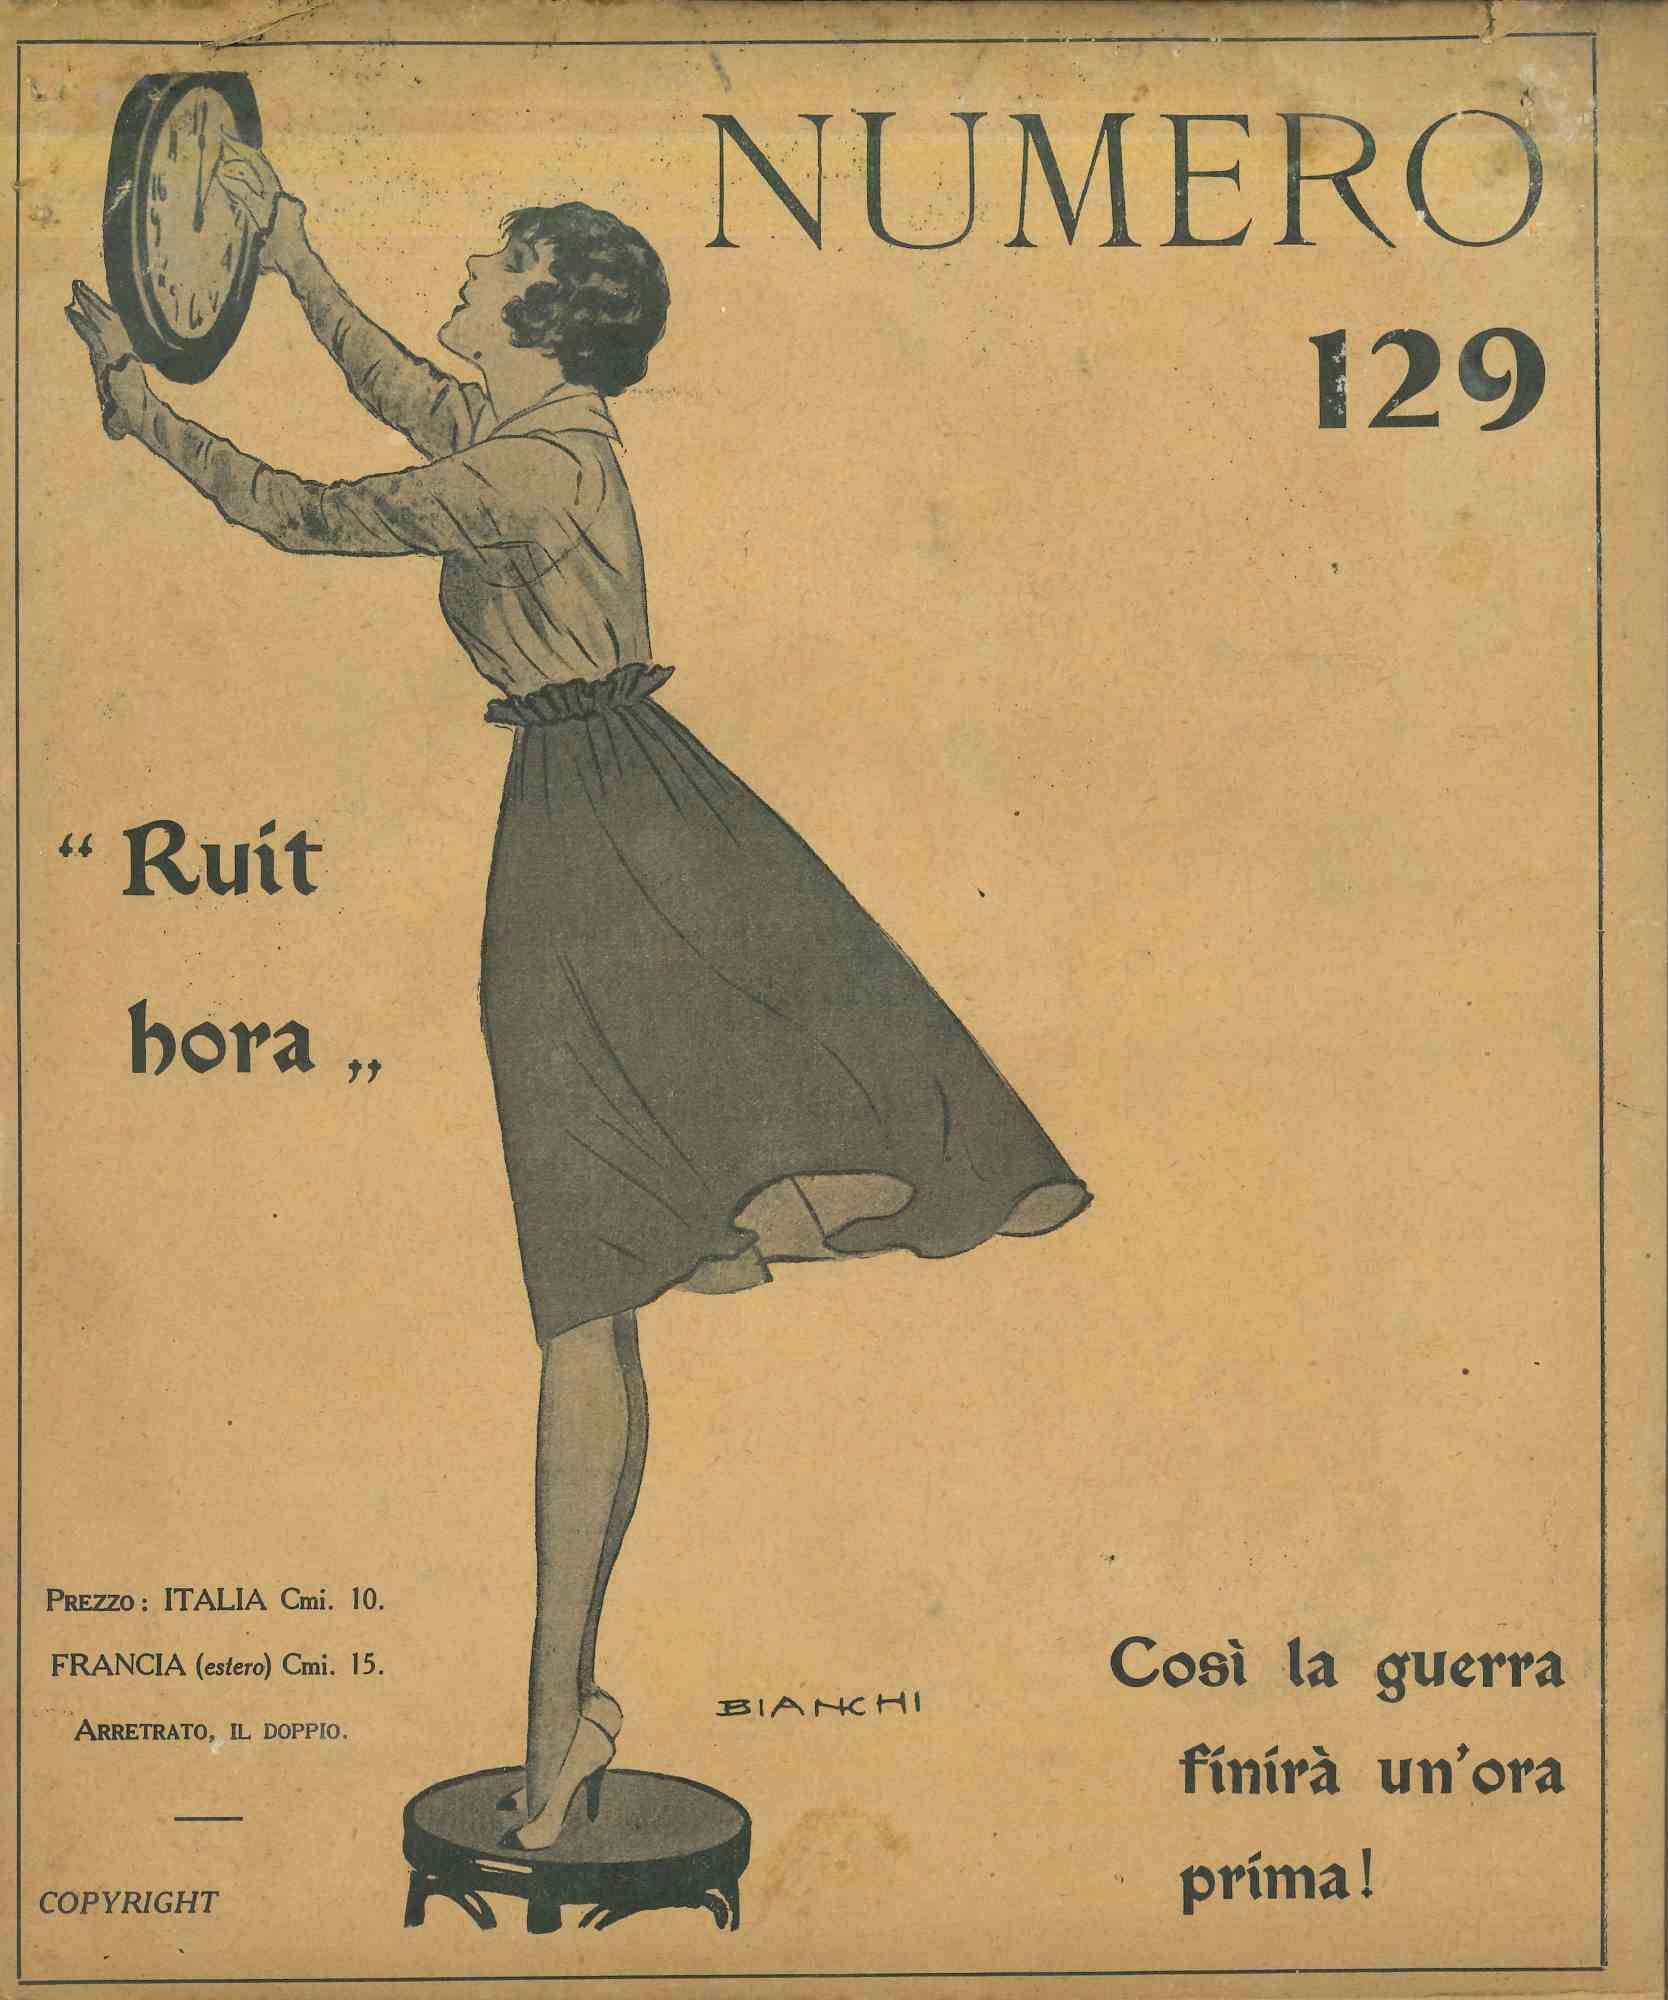 NUMERO
129
“ Ruit
hora „
PREZZO: ITALIA Cmi. 10.
FRANCIA (estero) Cmi. 15.
ARRETRATO, IL DOPPIO.
COPYRIGHT
BIANCHI
Così la guerra
finirà un'ora
prima!